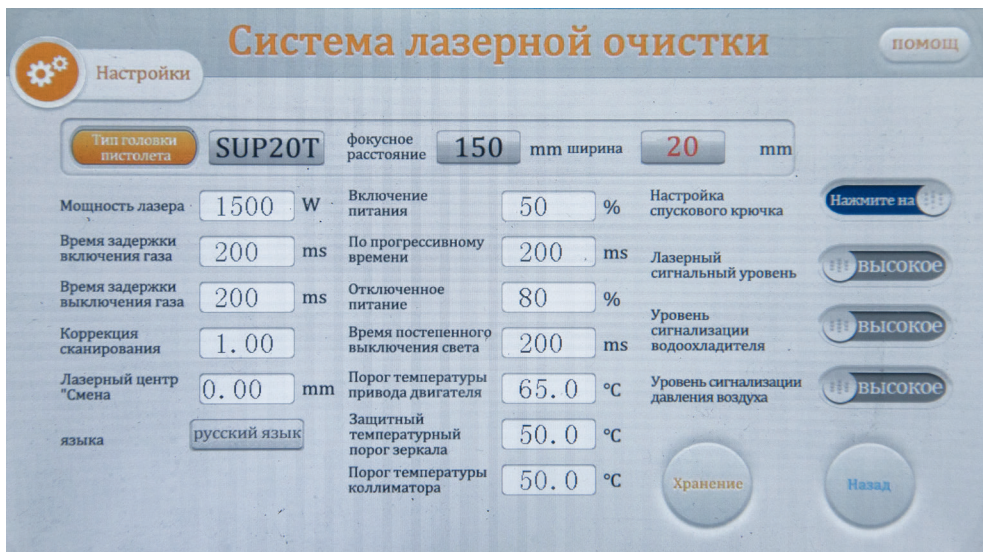 Система лазерной очистки
помощ
Настройки
Тип головки
пистолета
SUP20T
фокусное
расстояние
150
mm
ширина
20
mm
Мощность лазера
1500
W
Включение
питания
50
%
Настройка
спускового крючка
Нажмите на
Время задержки
включения газа
200
ms
По прогрессивному
времени
200
ms
Лазерный
сигнальный уровень
высокое
Время задержки
выключения газа
200
ms
Отключенное
питание
80
%
Уровень
сигнализации
водоохладителя
высокое
Коррекция
сканирования
1.00
Время постепенного
выключения света
200
ms
Лазерный центр
"Смена
0.00
mm
Порог температуры
привода двигателя
65.0
°C
Уровень сигнализации
давления воздуха
высокое
языка
русский язык
Защитный
температурный
порог зеркала
50.0
°C
Порог температуры
коллиматора
50.0
°C
Хранение
Назад